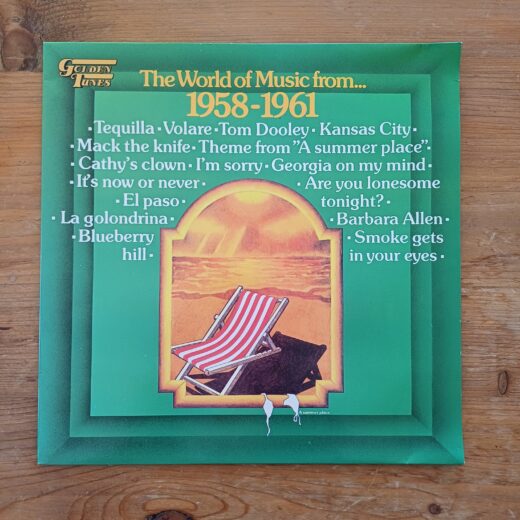 GOLDEN
TUNES
The World of Music from...
1958-1961
·Tequilla·Volare·Tom Dooley·Kansas City·
·Mack the knife·Theme from "A summer place"·
·Cathy's clown·I'm sorry·Georgia on my mind·
·It's now or never·
·Are you lonesome
·El paso·
tonight?·
·La golondrina·
Barbara Allen·
·Blueberry
·Smoke gets
hill·
in your eyes·
A summer place